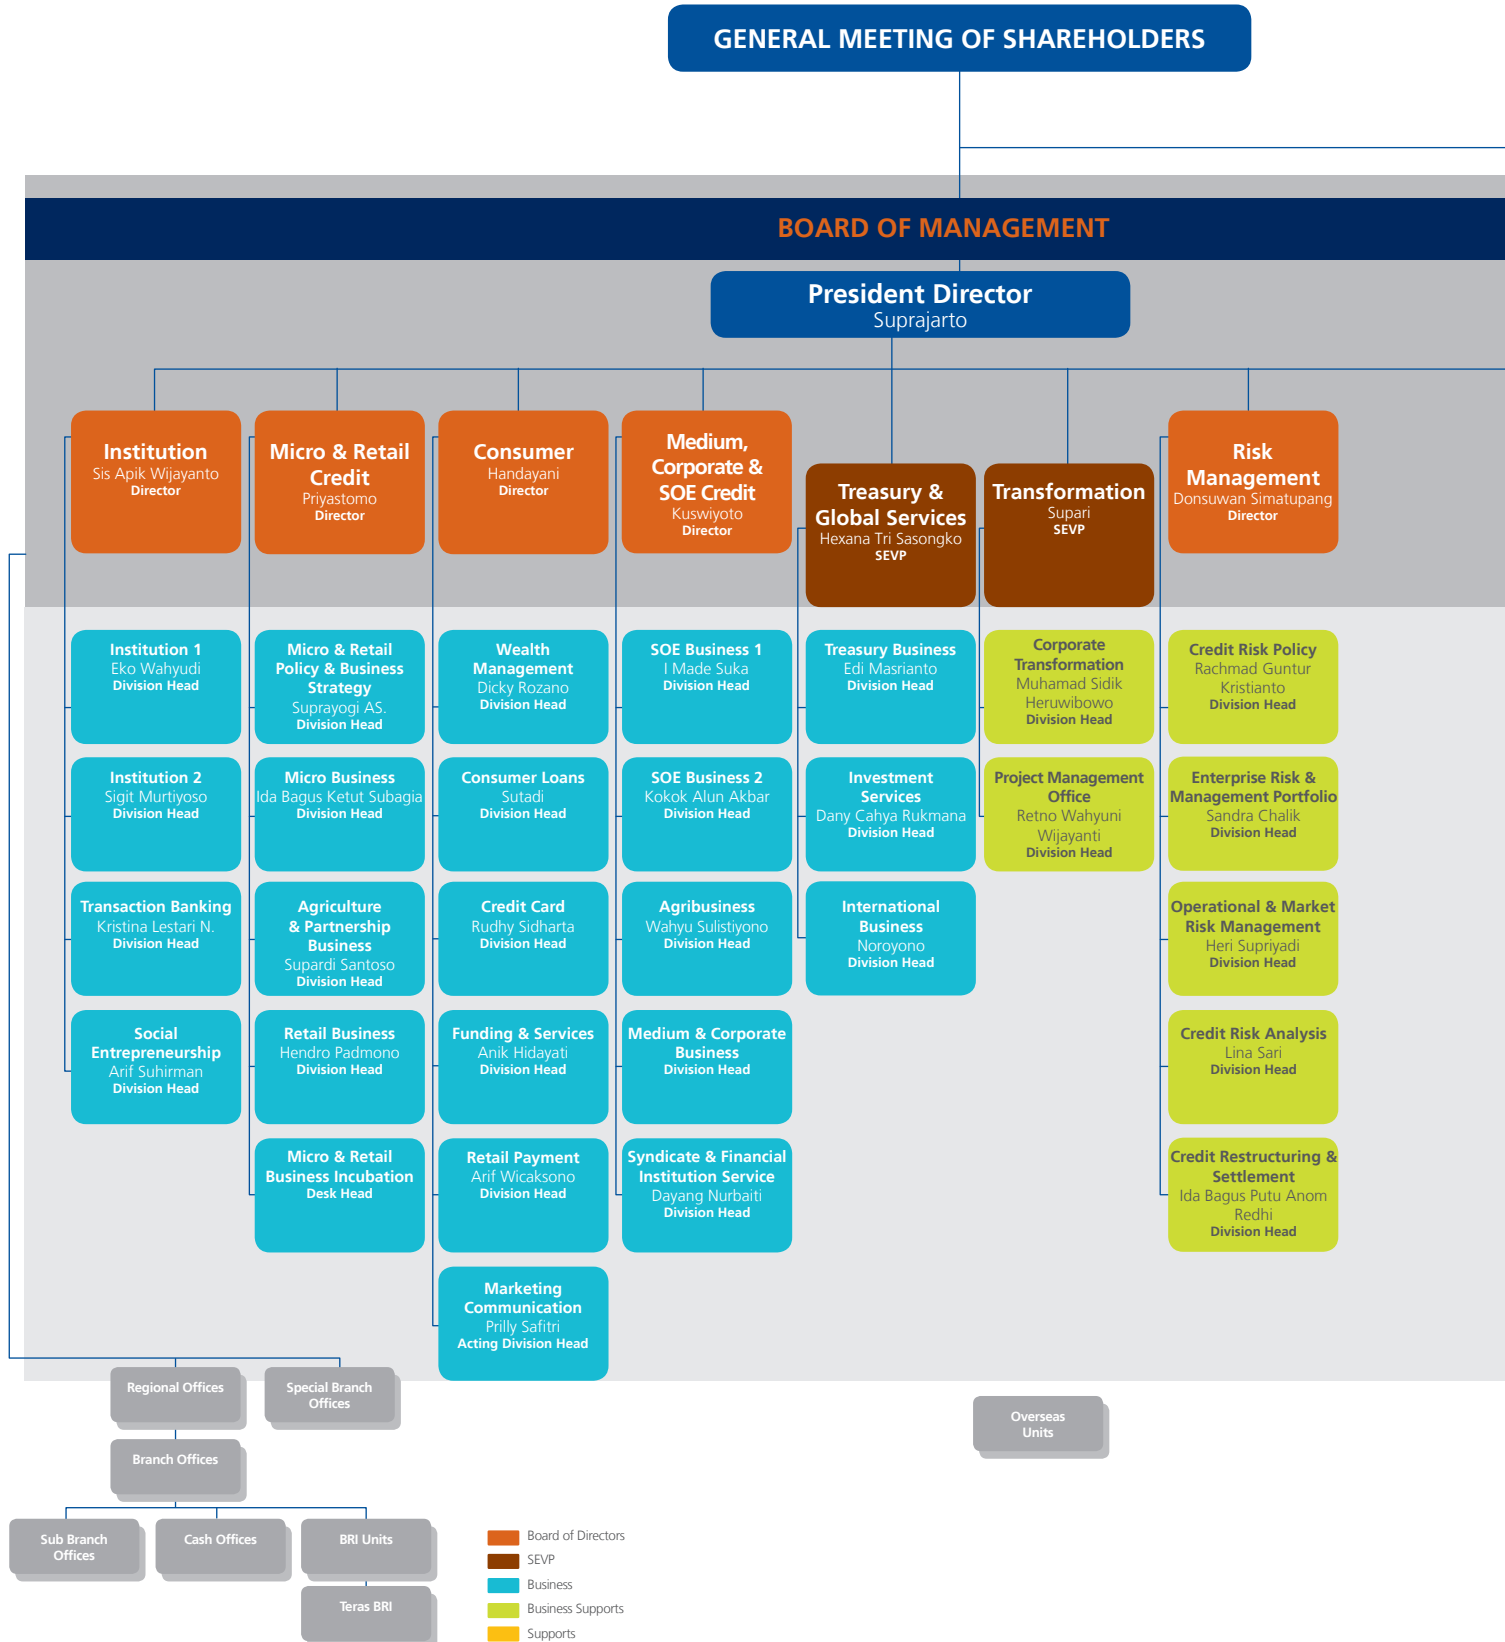 GENERAL MEETING OF SHAREHOLDERS
BOARD OF MANAGEMENT
President Director
Suprajarto
Institution
Sis Apik Wijayanto
Director
Micro & Retail
Credit
Priyastomo
Director
Consumer
Handayani
Director
Medium,
Corporate &
SOE Credit
Kuswiyoto
Director
Treasury &
Global Services
Hexana Tri Sasongko
SEVP
Transformation
Supari
SEVP
Risk
Management
Donsuwan Simatupang
Director
Institution 1
Eko Wahyudi
Division Head
Institution 2
Sigit Murtiyoso
Division Head
Transaction Banking
Kristina Lestari N.
Division Head
Social
Entrepreneurship
Arif Suhirman
Division Head
Micro & Retail
Policy & Business
Strategy
Suprayogi AS.
Division Head
Micro Business
Ida Bagus Ketut Subagia
Division Head
Agriculture
& Partnership
Business
Supardi Santoso
Division Head
Retail Business
Hendro Padmono
Division Head
Micro & Retail
Business Incubation
Desk Head
Wealth
Management
Dicky Rozano
Division Head
Consumer Loans
Sutadi
Division Head
Credit Card
Rudhy Sidharta
Division Head
Funding & Services
Anik Hidayati
Division Head
Retail Payment
Arif Wicaksono
Division Head
Marketing
Communication
Prilly Safitri
Acting Division Head
SOE Business 1
I Made Suka
Division Head
SOE Business 2
Kokok Alun Akbar
Division Head
Agribusiness
Wahyu Sulistiyono
Division Head
Medium & Corporate
Business
Division Head
Syndicate & Financial
Institution Service
Dayang Nurbaiti
Division Head
Treasury Business
Edi Masrianto
Division Head
Investment
Services
Dany Cahya Rukmana
Division Head
International
Business
Noroyono
Division Head
Corporate
Transformation
Muhamad Sidik
Heruwibowo
Division Head
Project Management
Office
Retno Wahyuni
Wijayanti
Division Head
Credit Risk Policy
Rachmad Guntur
Kristianto
Division Head
Enterprise Risk &
Management Portfolio
Sandra Chalik
Division Head
Operational & Market
Risk Management
Heri Supriyadi
Division Head
Credit Risk Analysis
Lina Sari
Division Head
Credit Restructuring &
Settlement
Ida Bagus Putu Anom
Redhi
Division Head
Regional Offices
Special Branch
Offices
Overseas
Units
Branch Offices
Sub Branch
Offices
Cash Offices
BRI Units
Teras BRI
Board of Directors
SEVP
Business
Business Supports
Supports